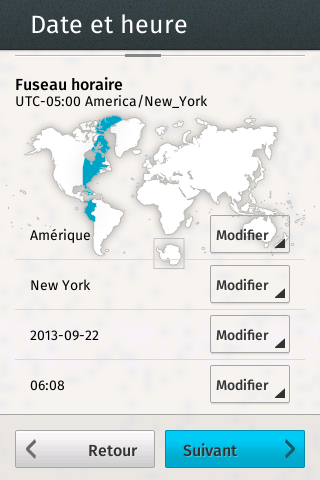 Date et heure
Fuseau horaire
UTC-05:00 America/New_York
Amérique Modifier
New York Modifier
2013-09-22 Modifier
06:08 Modifier
Retour Suivant